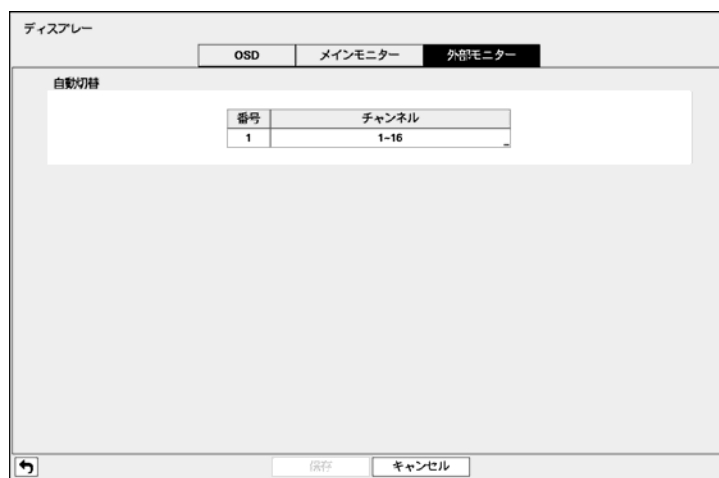 ディスプレー
OSD メインモニター 外部モニター
自動切替
番号 チャンネル
1 1~16
保存 キャンセル